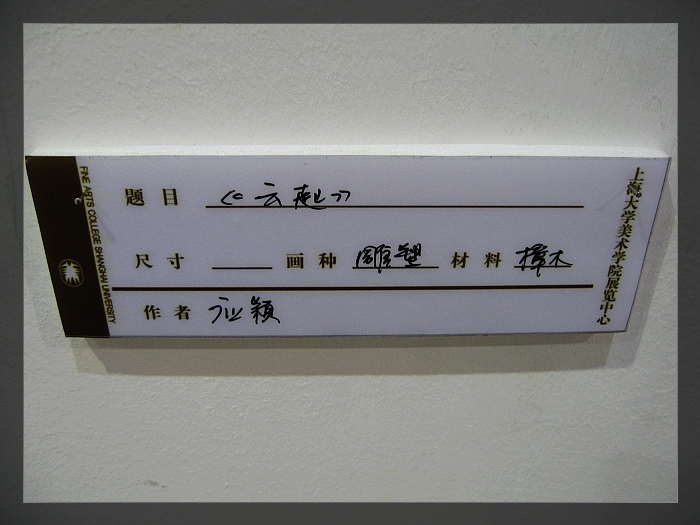 题目 《云起》
尺寸 画种 雕塑 材料 樟木
作者 颖
上海大学美术学院展览中心
FINE ARTS COLLEGE SHANGHAI UNIVERSITY